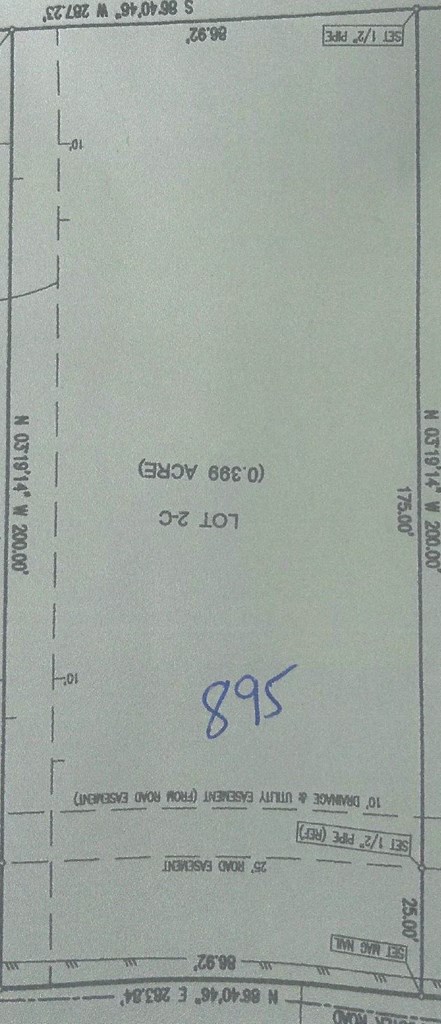 N 86°40'46" E 283.84'
86.92'
SET MAG NAIL
25.00'
25' ROAD EASEMENT
SET 1/2" PIPE (REF)
10' DRAINAGE & UTILITY EASEMENT (FROM ROAD EASEMENT)
895
10'
LOT 2-C
(0.399 ACRE)
N 03°19'14" W 200.00'
175.00'
N 03°19'14" W 200.00'
10'
SET 1/2" PIPE
86.92'
S 86°40'46" W 287.23'